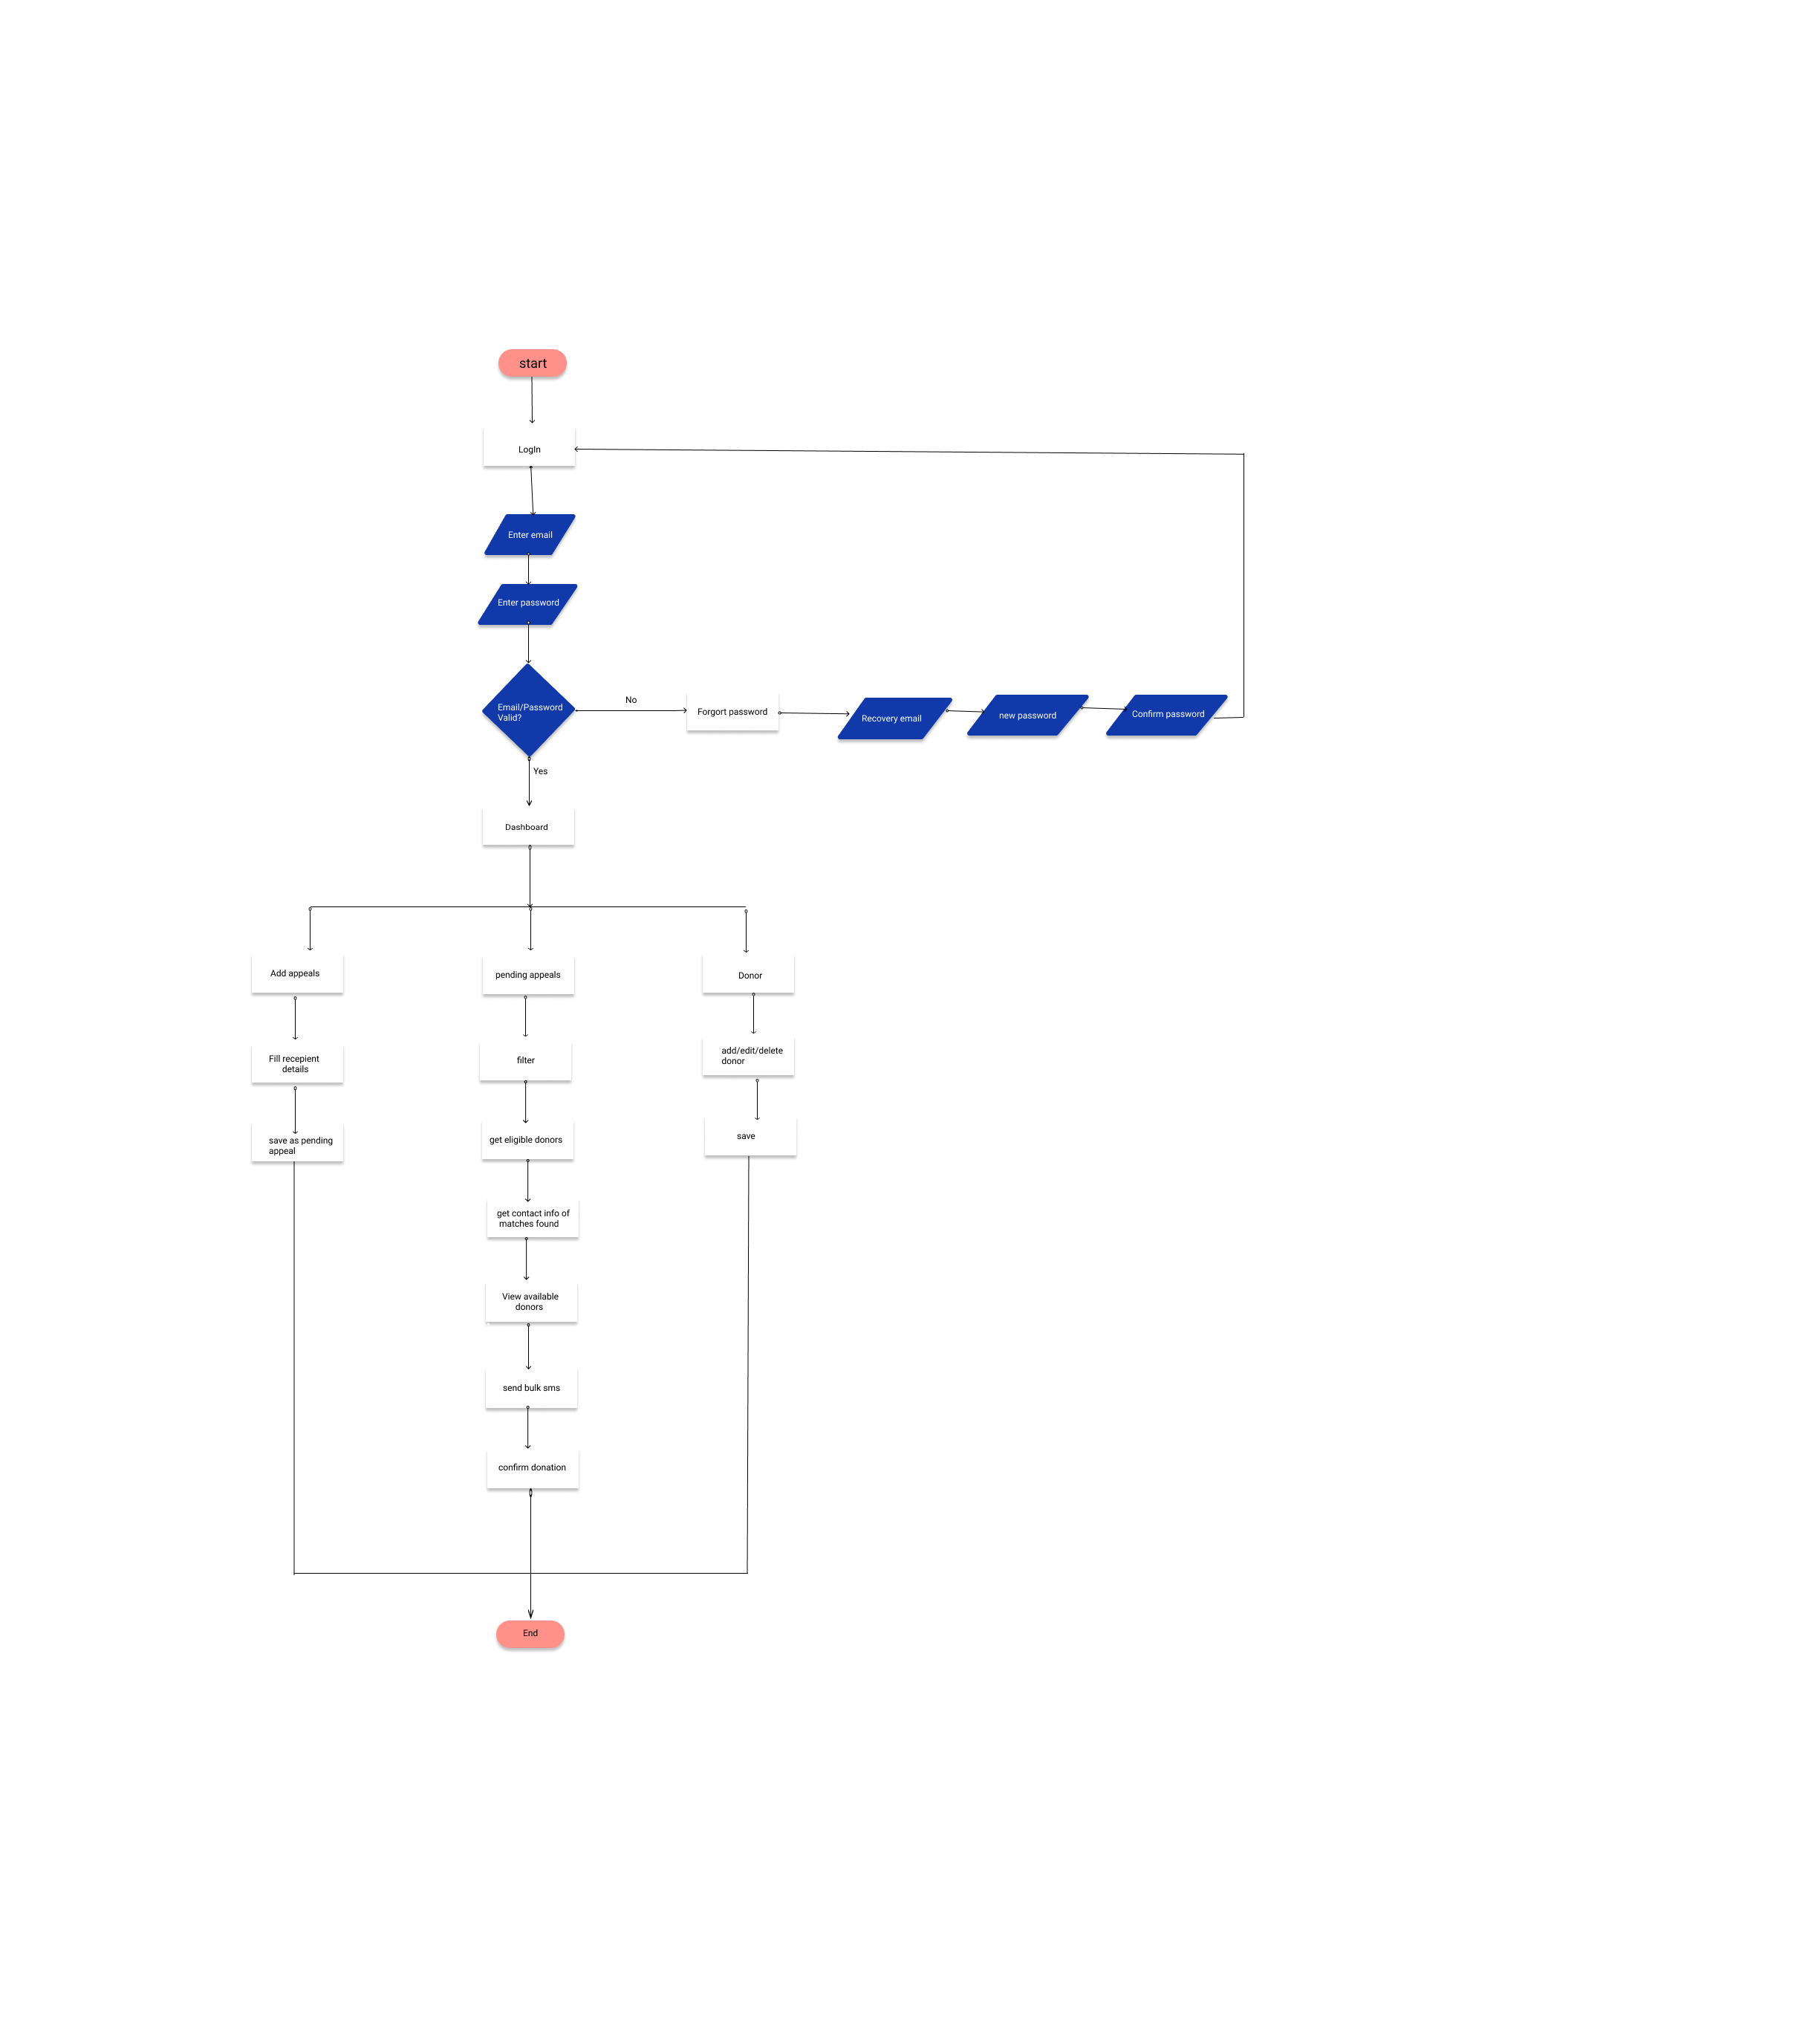 start
LogIn
Enter email
Enter password
Email/Password
Valid?
No
Forgort password
Recovery email
new password
Confirm password
Yes
Dashboard
Add appeals
pending appeals
Donor
Fill recepient
details
filter
add/edit/delete
donor
save as pending
appeal
get eligible donors
save
get contact info of
matches found
View available
donors
send bulk sms
confirm donation
End